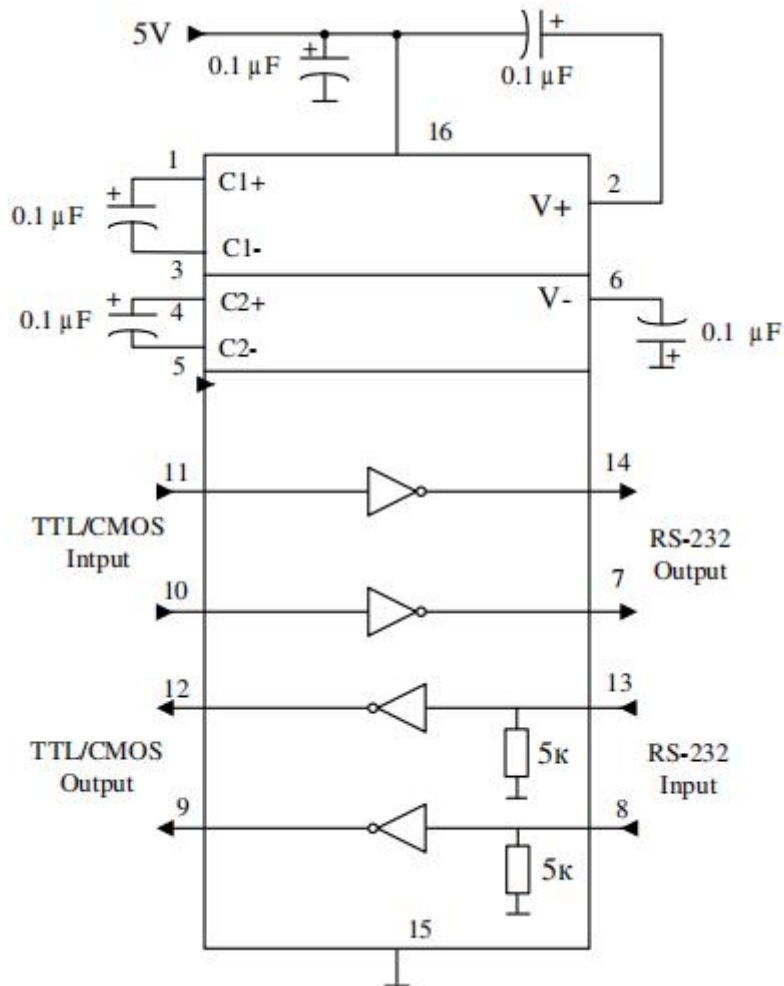 5V
+
0.1 µF
+
0.1 µF
16
1
C1+
2
V+
+
0.1 µF
C1-
3
6
V-
+
4
C2+
0.1 µF
C2-
5
0.1 µF
+
11
14
TTL/CMOS
Intput
RS-232
Output
10
7
12
13
TTL/CMOS
Output
5к
RS-232
Input
9
8
5к
15